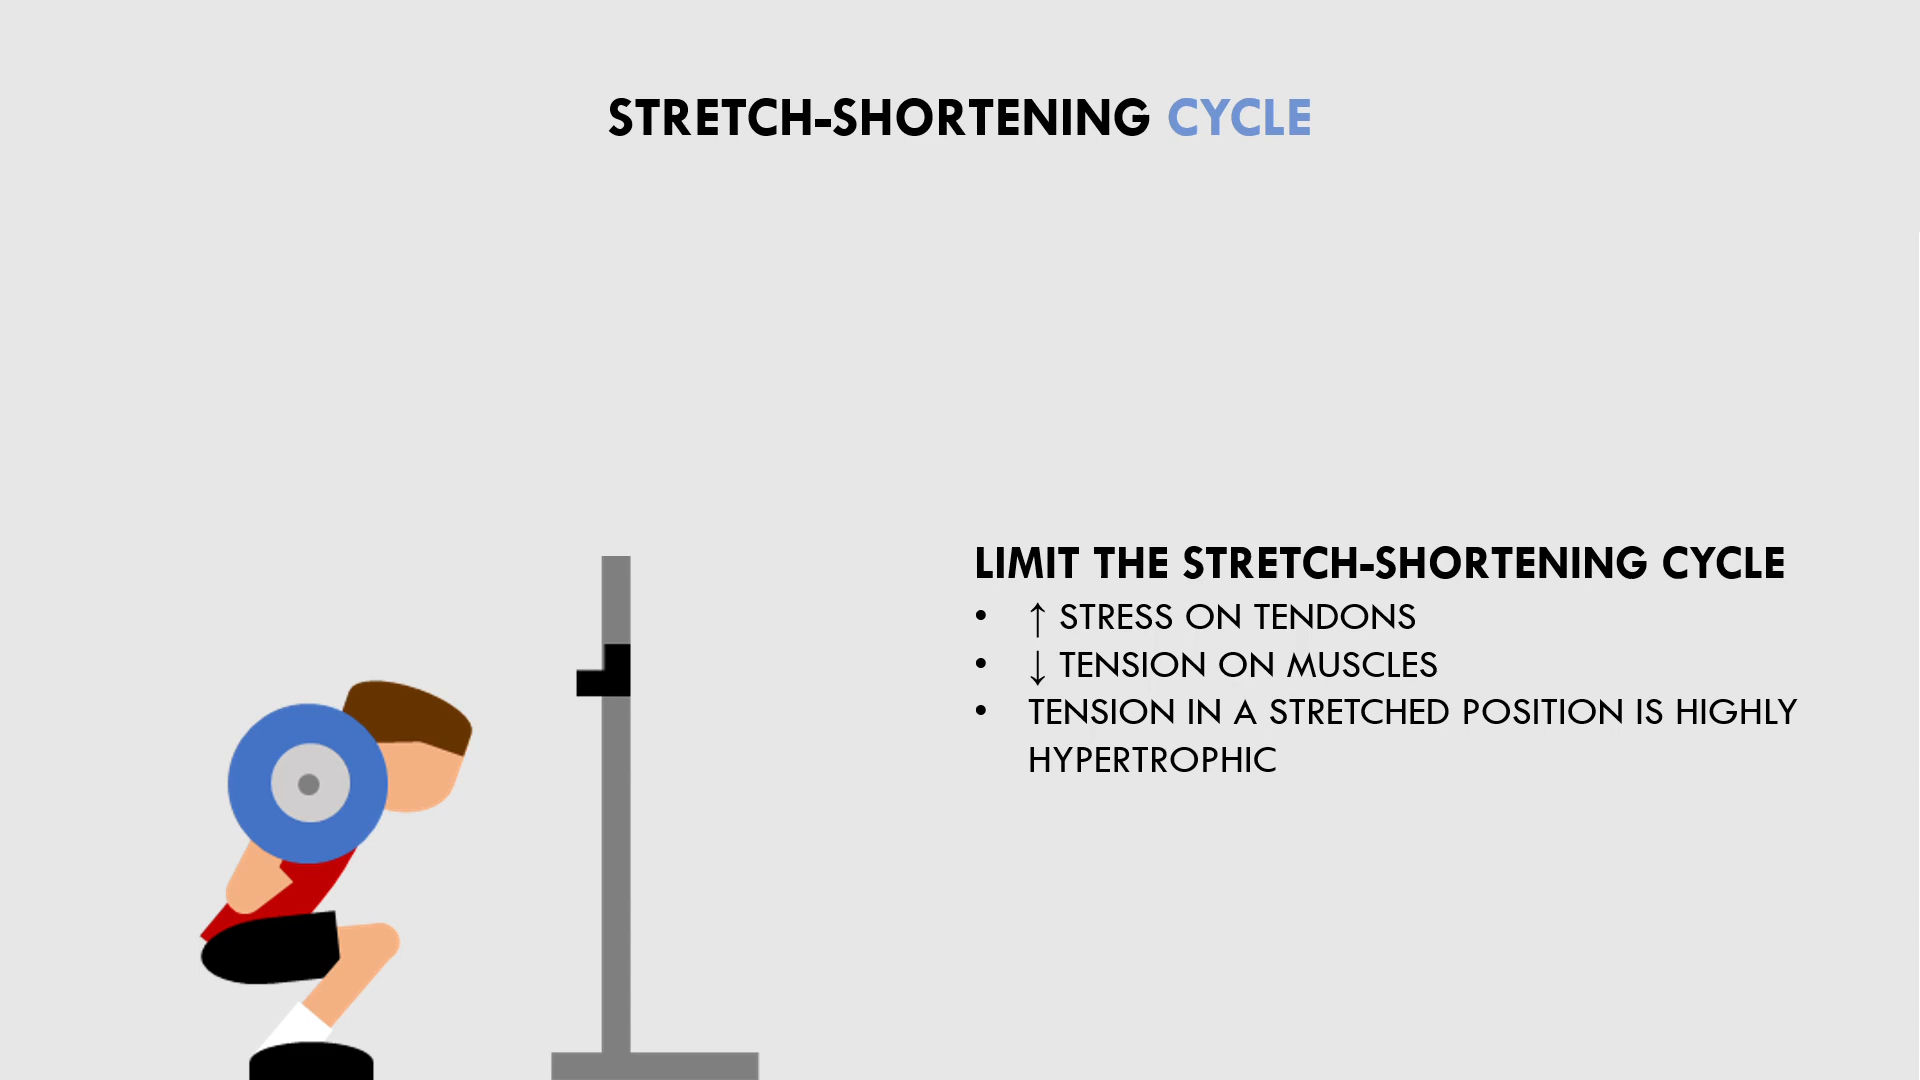 STRETCH-SHORTENING CYCLE
LIMIT THE STRETCH-SHORTENING CYCLE
• ↑ STRESS ON TENDONS
• ↓ TENSION ON MUSCLES
• TENSION IN A STRETCHED POSITION IS HIGHLY
HYPERTROPHIC